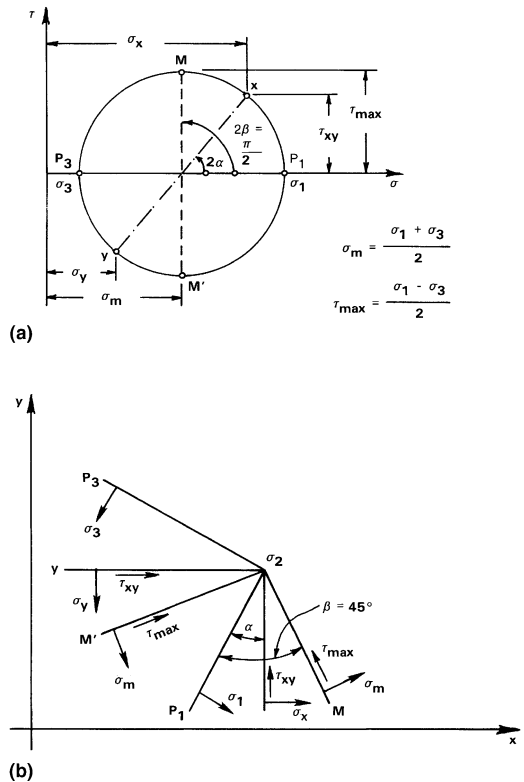 τ
σx
M
x
2β =
π
2
τxy
τmax
P3
2α
P1
σ3
σ1
σ
y
σy
σm
M'
σm = σ1 + σ3
2
τmax = σ1 - σ3
2
(a)
y
P3
σ3
σ2
y
τxy
σy
β = 45°
M'
τmax
α
τmax
σm
τxy
σm
P1
σ1
σx
M
x
(b)